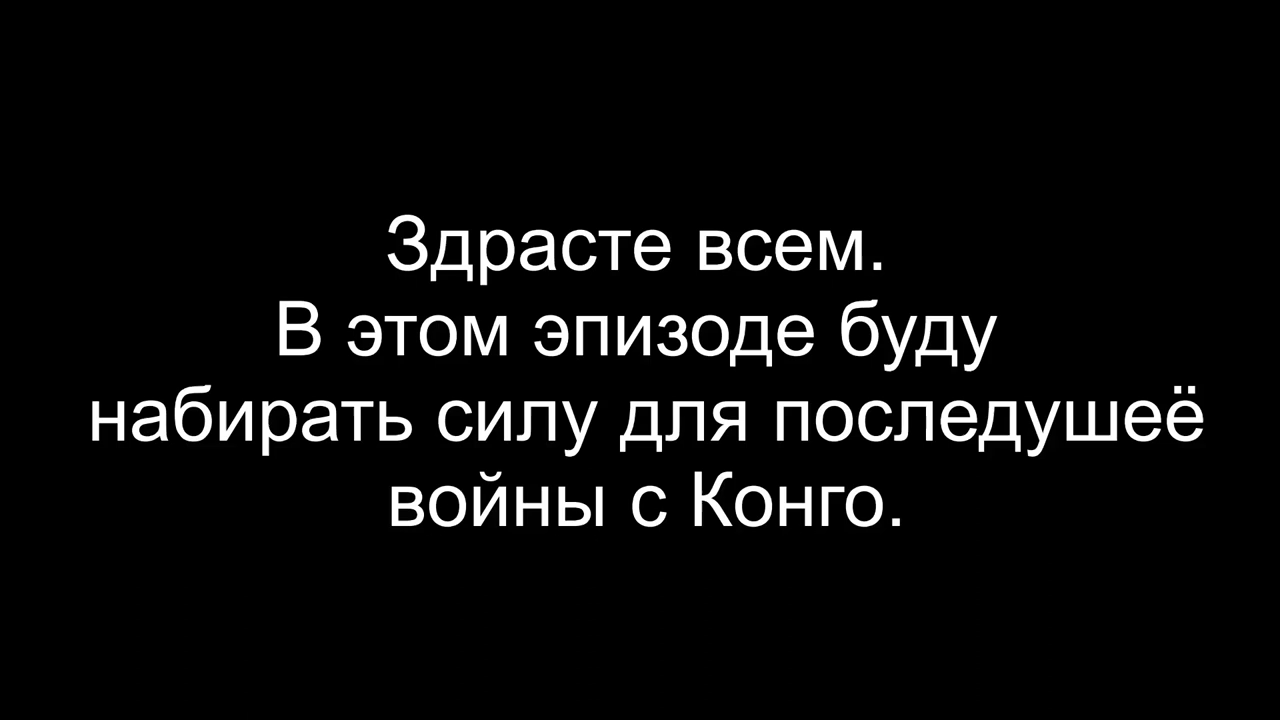 Здрасте всем.
В этом эпизоде буду
набирать силу для последушеё
войны с Конго.